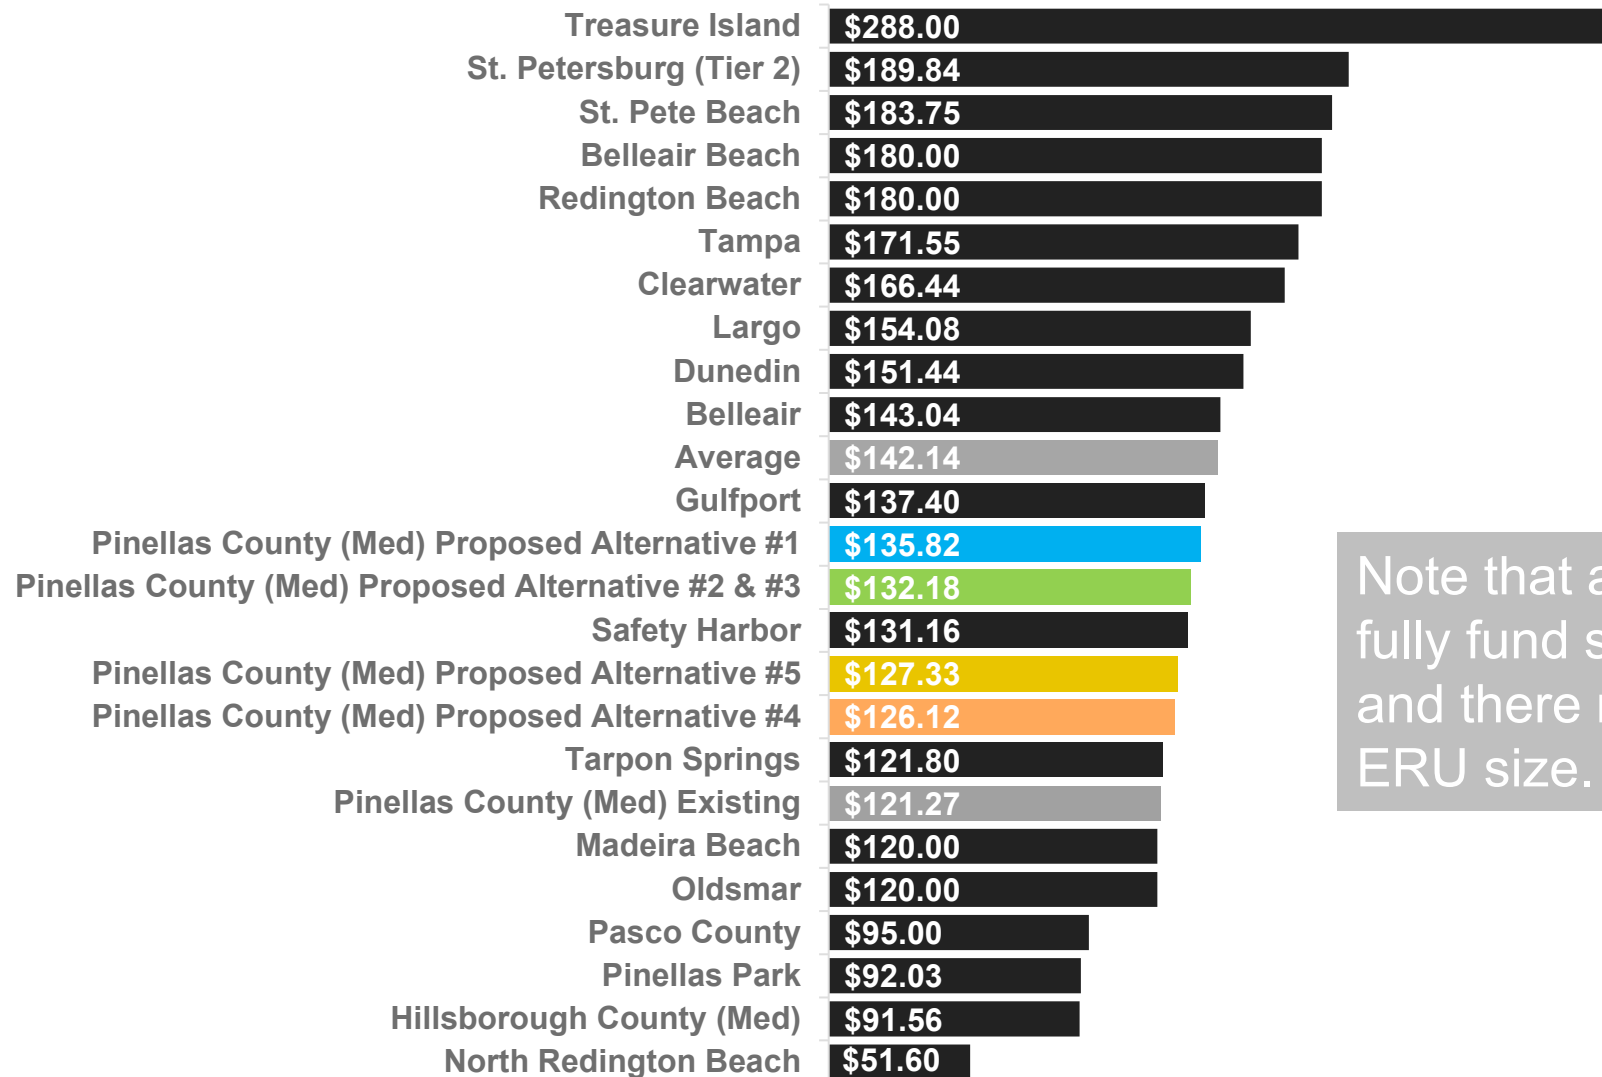 Treasure Island $288.00
St. Petersburg (Tier 2) $189.84
St. Pete Beach $183.75
Belleair Beach $180.00
Redington Beach $180.00
Tampa $171.55
Clearwater $166.44
Largo $154.08
Dunedin $151.44
Belleair $143.04
Average $142.14
Gulfport $137.40
Pinellas County (Med) Proposed Alternative #1 $135.82
Pinellas County (Med) Proposed Alternative #2 & #3 $132.18
Safety Harbor $131.16
Pinellas County (Med) Proposed Alternative #5 $127.33
Pinellas County (Med) Proposed Alternative #4 $126.12
Tarpon Springs $121.80
Pinellas County (Med) Existing $121.27
Madeira Beach $120.00
Oldsmar $120.00
Pasco County $95.00
Pinellas Park $92.03
Hillsborough County (Med) $91.56
North Redington Beach $51.60
Note that
fully fund
and there
ERU size.